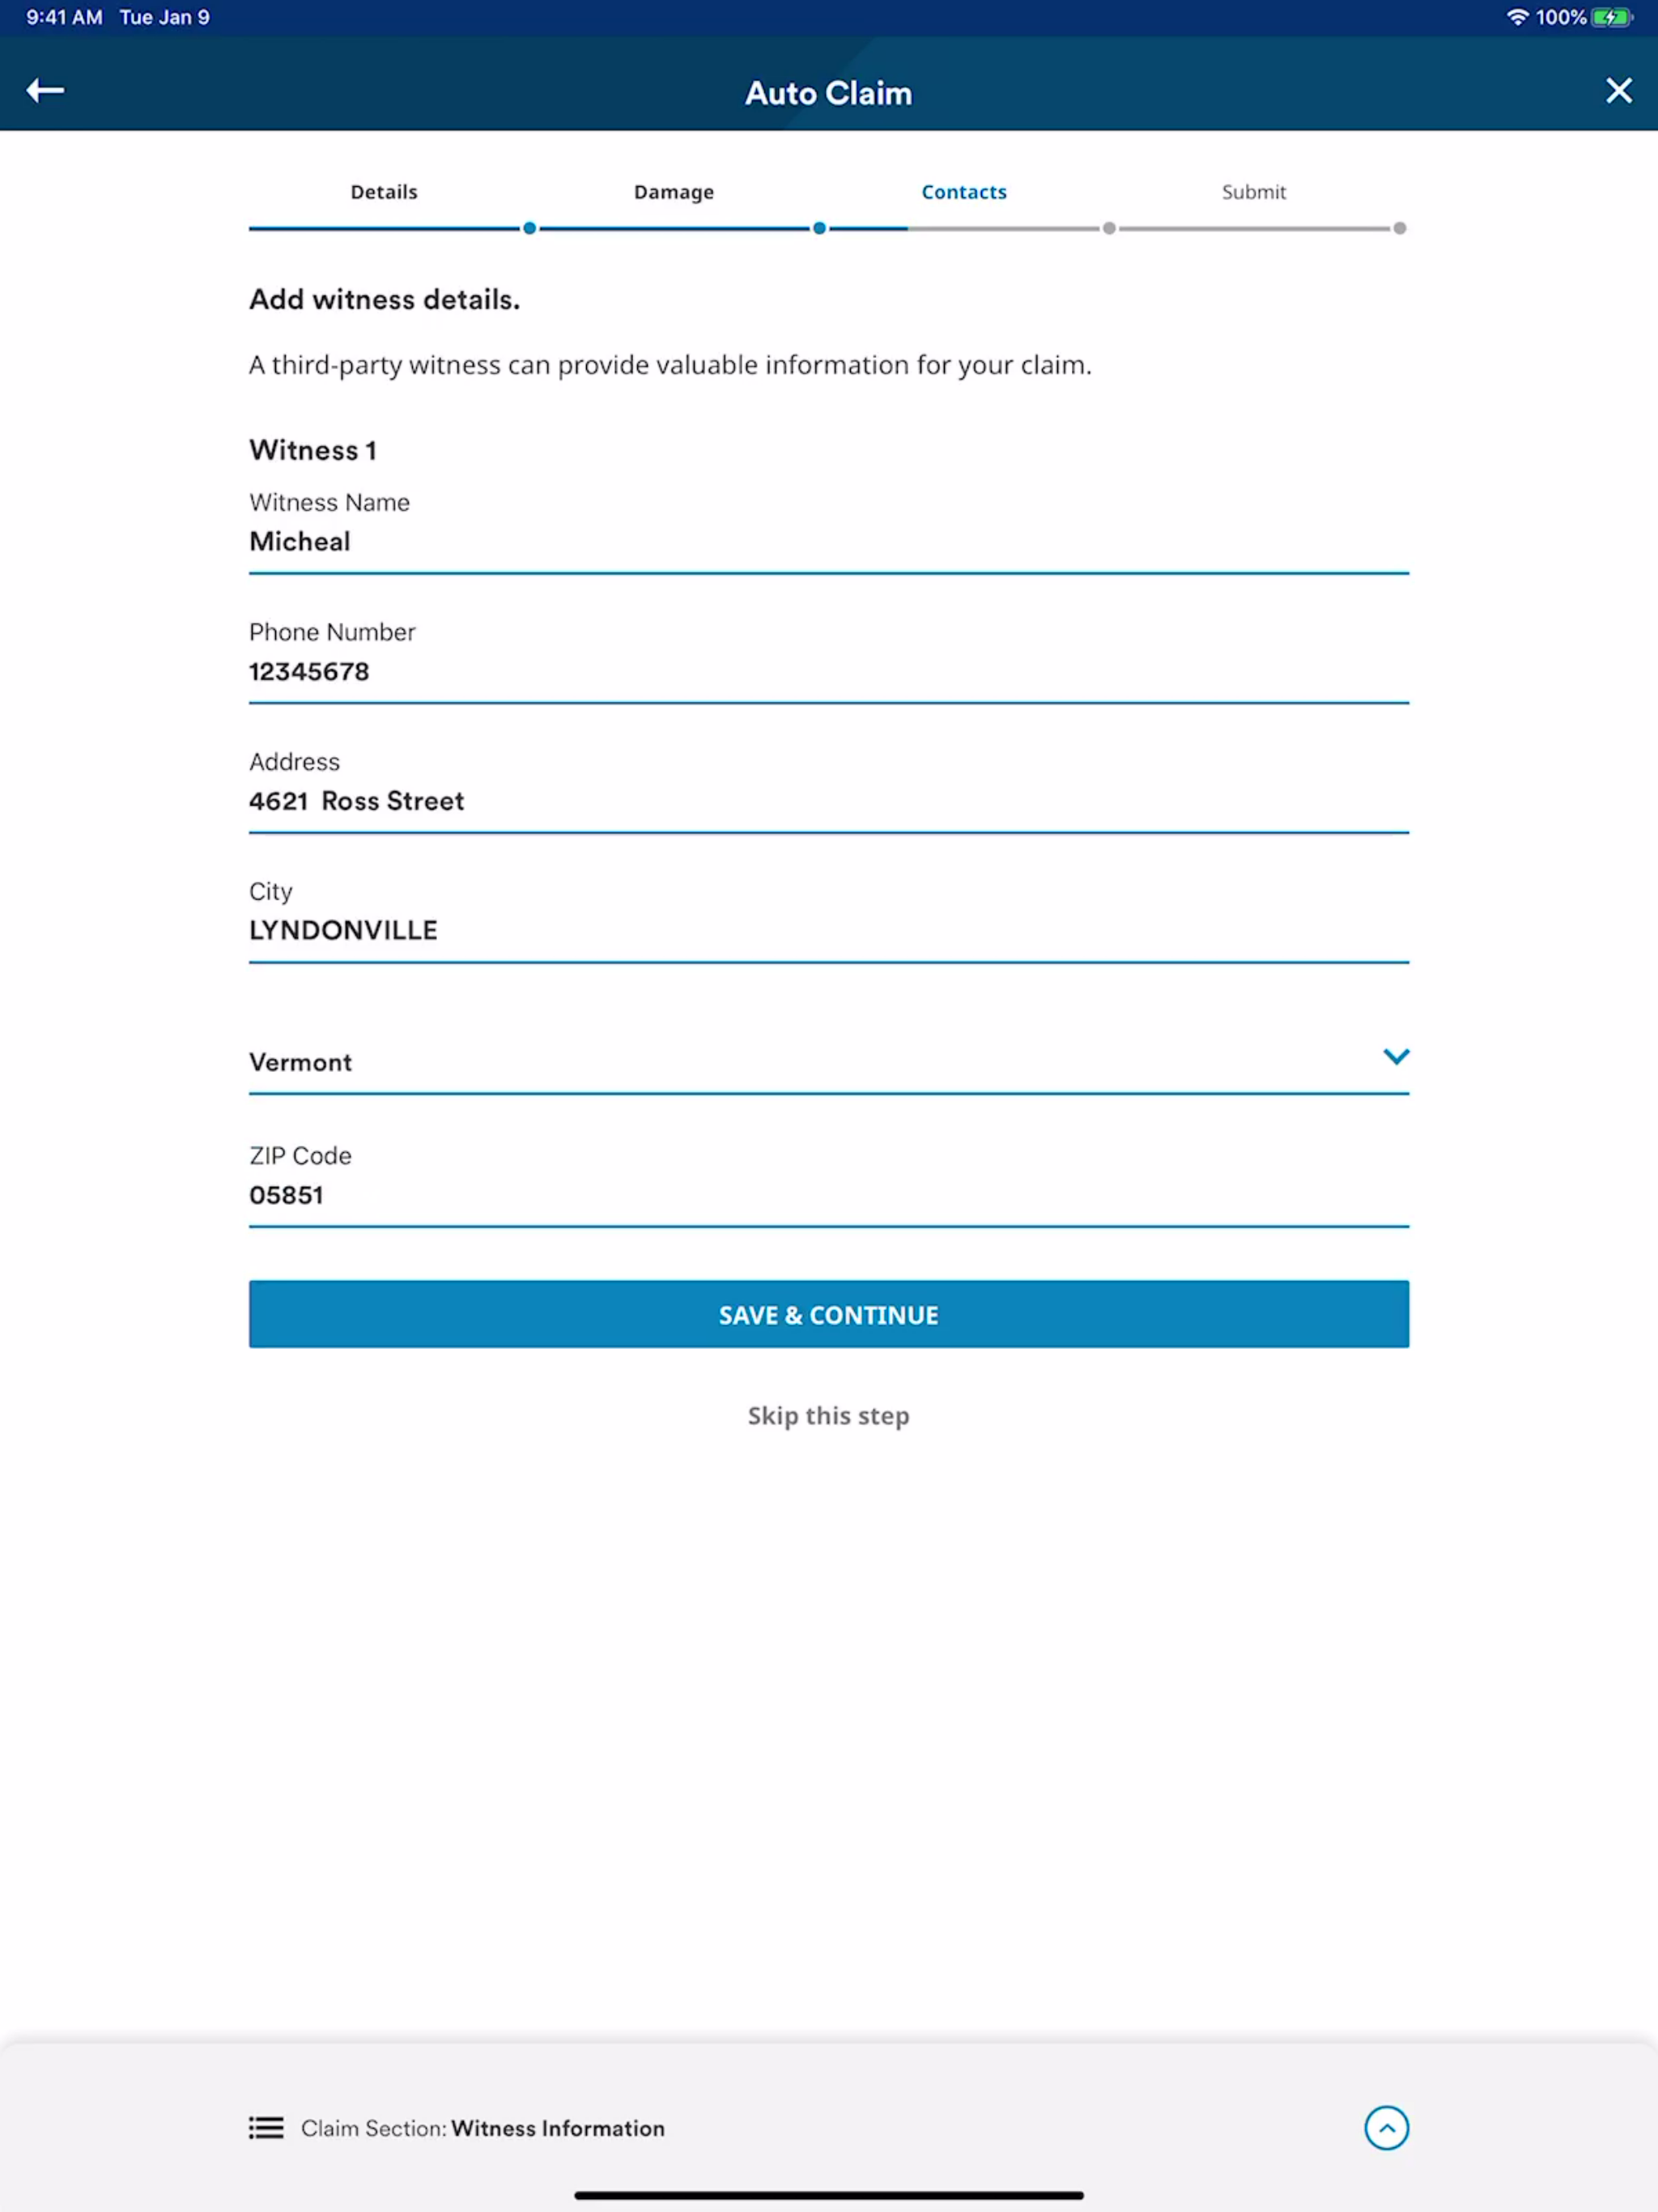 9:41 AM Tue Jan 9 100%
Auto Claim
Details Damage Contacts Submit
Add witness details.
A third-party witness can provide valuable information for your claim.
Witness 1
Witness Name
Micheal
Phone Number
12345678
Address
4621 Ross Street
City
LYNDONVILLE
Vermont
ZIP Code
05851
SAVE & CONTINUE
Skip this step
Claim Section: Witness Information